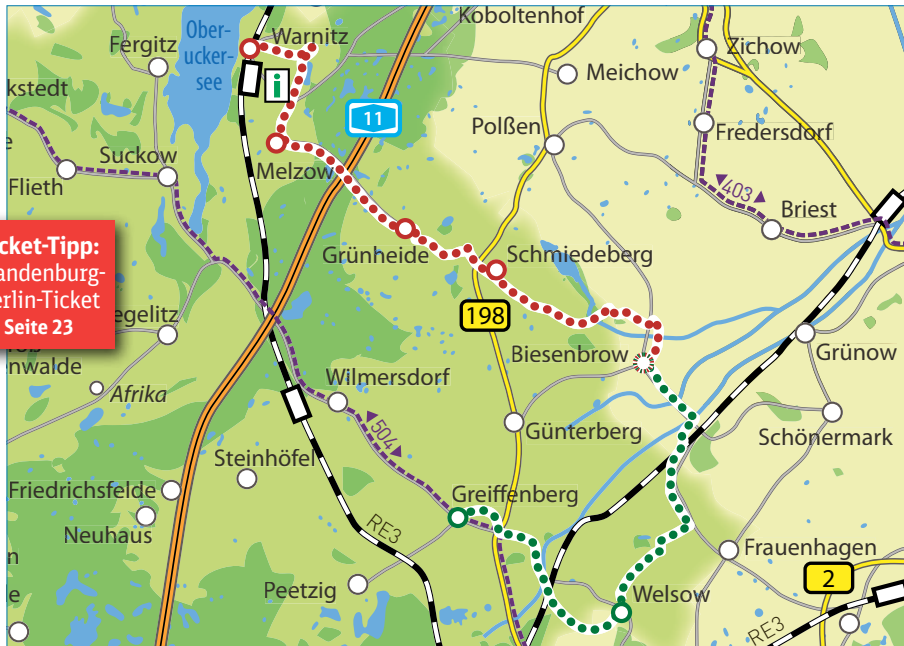 Koboltenhof
Ober-
ucker-
see
Warnitz
Fergitz
Zichow
Meichow
kstedt
i
11
Polßen
Fredersdorf
Suckow
Melzow
Flieth
403
Briest
Grünheide
Schmiedeberg
cket-Tipp:
andenburg-
erlin-Ticket
Seite 23
egelitz
198
Biesenbrow
Grünow
nwalde
Afrika
Wilmersdorf
504
Günterberg
Schönermark
Steinhöfel
Friedrichsfelde
Greiffenberg
Neuhaus
RE3
Frauenhagen
n
Peetzig
2
e
Welsow
RE3